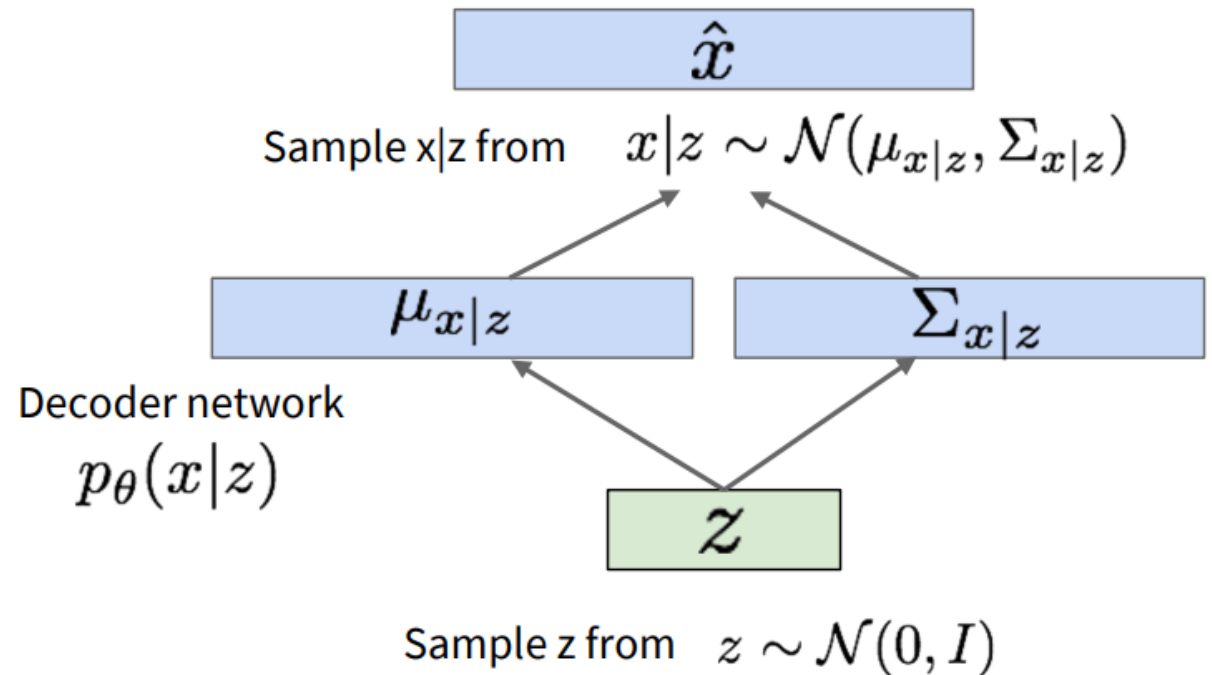 x̂
Sample x|z from x|z ∼ 𝒩(μ_{x|z}, Σ_{x|z})
μ_{x|z} Σ_{x|z}
Decoder network
p_θ(x|z)
z
Sample z from z ∼ 𝒩(0, I)